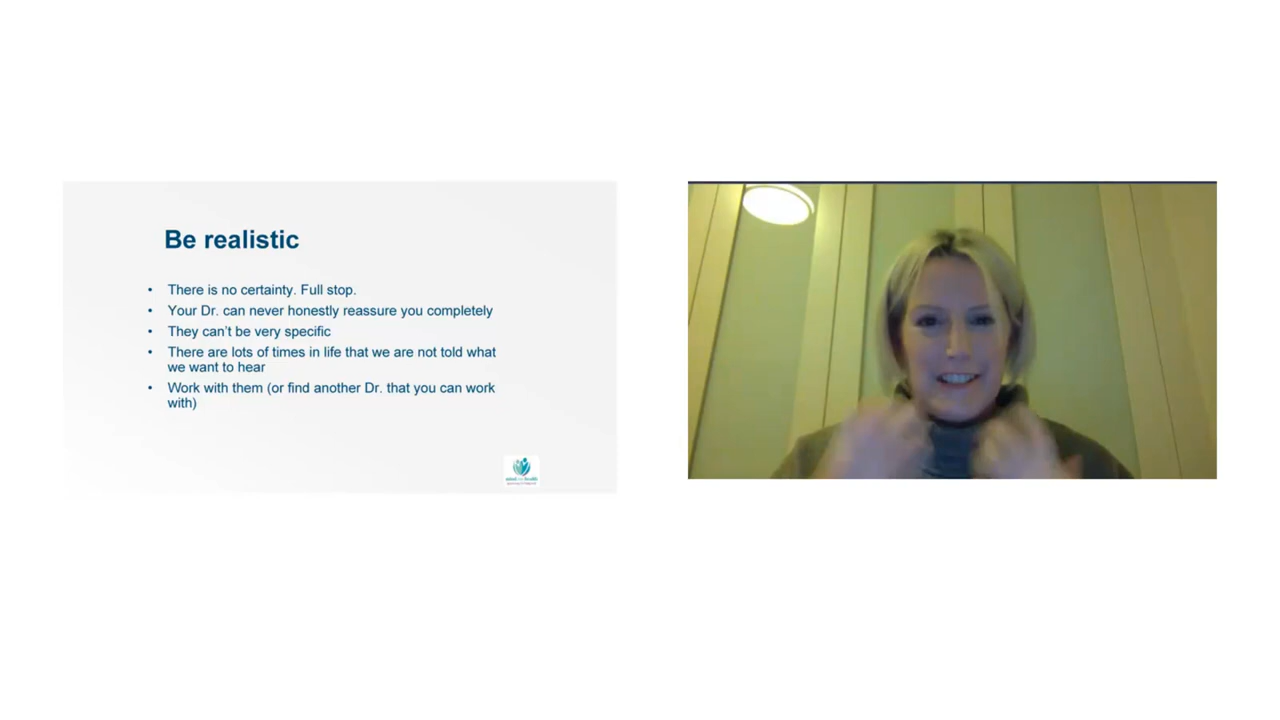 Be realistic
• There is no certainty. Full stop.
• Your Dr. can never honestly reassure you completely
• They can't be very specific
• There are lots of times in life that we are not told what
we want to hear
• Work with them (or find another Dr. that you can work
with)